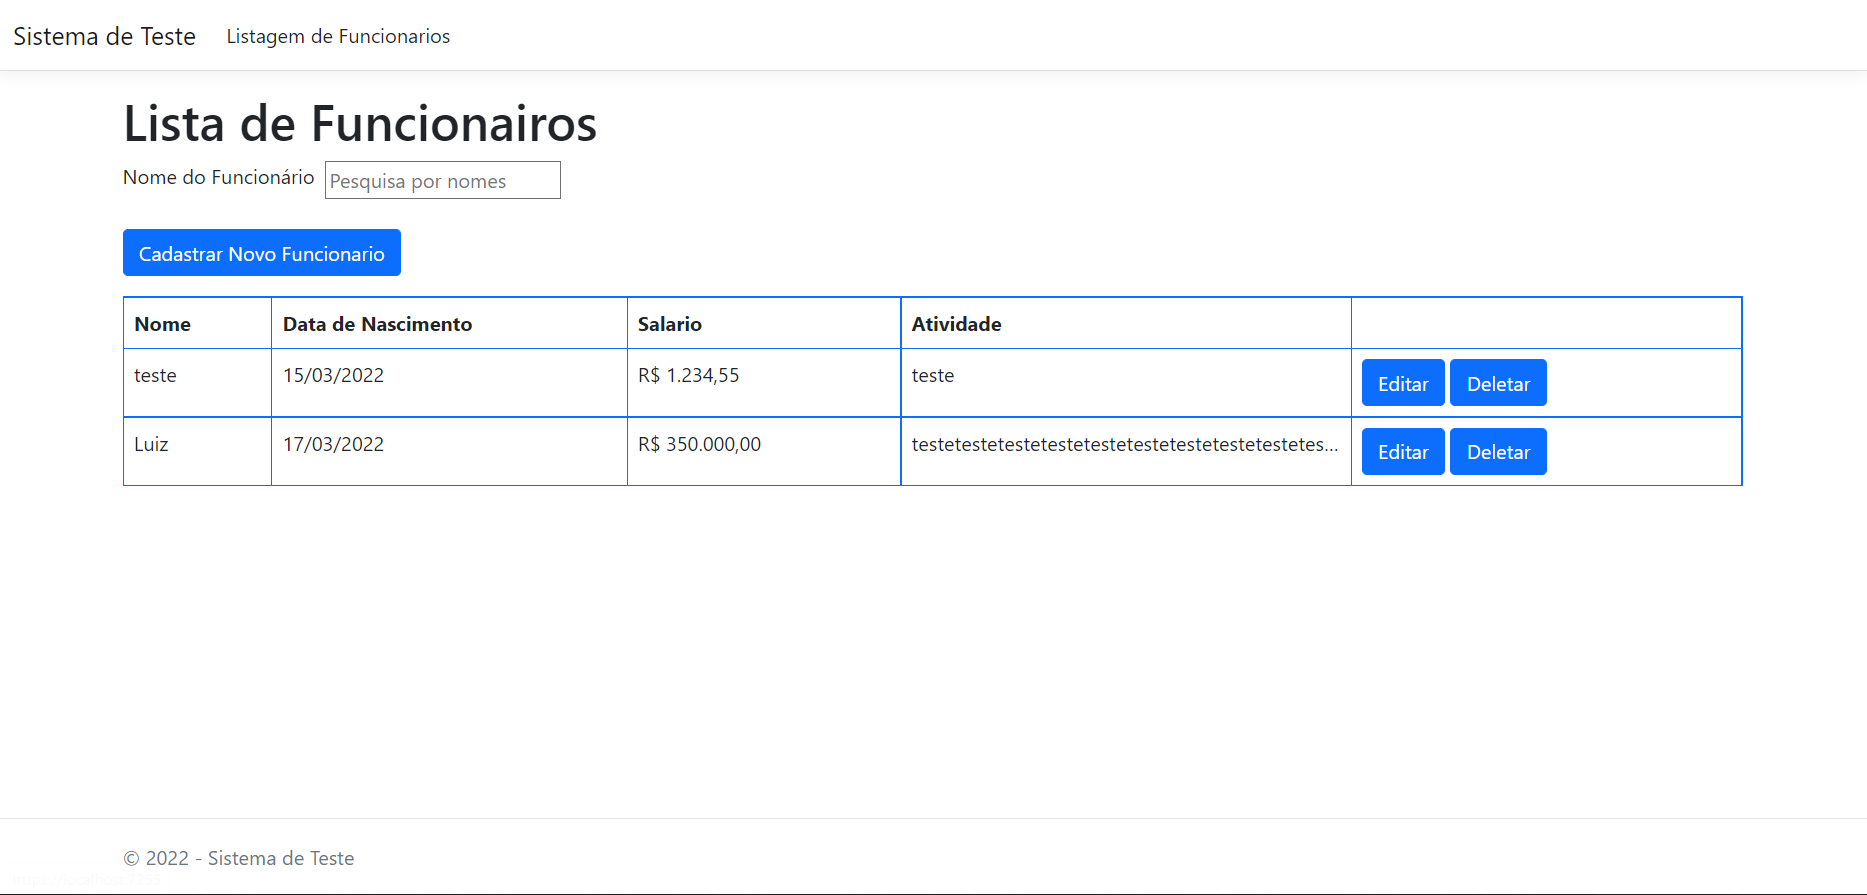 Sistema de Teste Listagem de Funcionarios
Lista de Funcionairos
Nome do Funcionário Pesquisa por nomes
Cadastrar Novo Funcionario
Nome Data de Nascimento Salario Atividade
teste 15/03/2022 R$ 1.234,55 teste Editar Deletar
Luiz 17/03/2022 R$ 350.000,00 testetestetestetestetestetestetestetestetestetes... Editar Deletar
© 2022 - Sistema de Teste